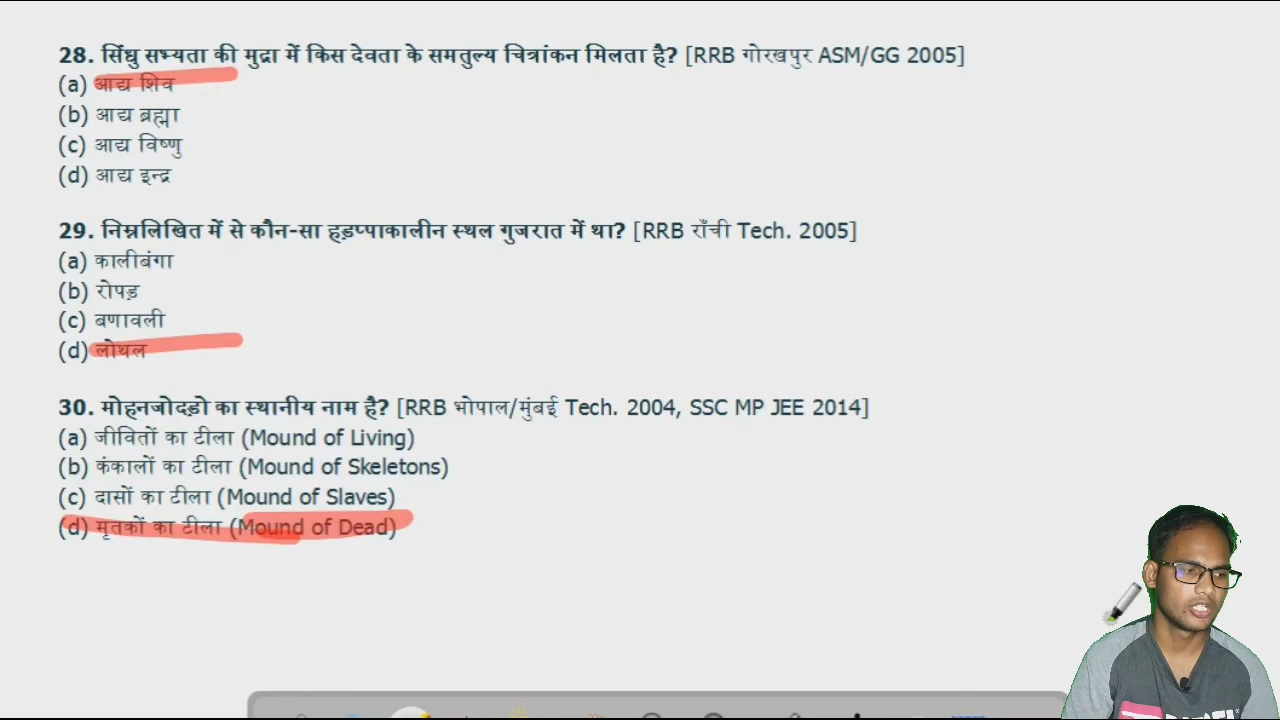 28. सिंधु सभ्यता की मुद्रा में किस देवता के समतुल्य चित्रांकन मिलता है? [RRB गोरखपुर ASM/GG 2005]
(a) आद्य शिव
(b) आद्य ब्रह्मा
(c) आद्य विष्णु
(d) आद्य इन्द्र
29. निम्नलिखित में से कौन-सा हड़प्पाकालीन स्थल गुजरात में था? [RRB राँची Tech. 2005]
(a) कालीबंगा
(b) रोपड़
(c) बणावली
(d) लोथल
30. मोहनजोदड़ो का स्थानीय नाम है? [RRB भोपाल/मुंबई Tech. 2004, SSC MP JEE 2014]
(a) जीवितों का टीला (Mound of Living)
(b) कंकालों का टीला (Mound of Skeletons)
(c) दासों का टीला (Mound of Slaves)
(d) मृतकों का टीला (Mound of Dead)